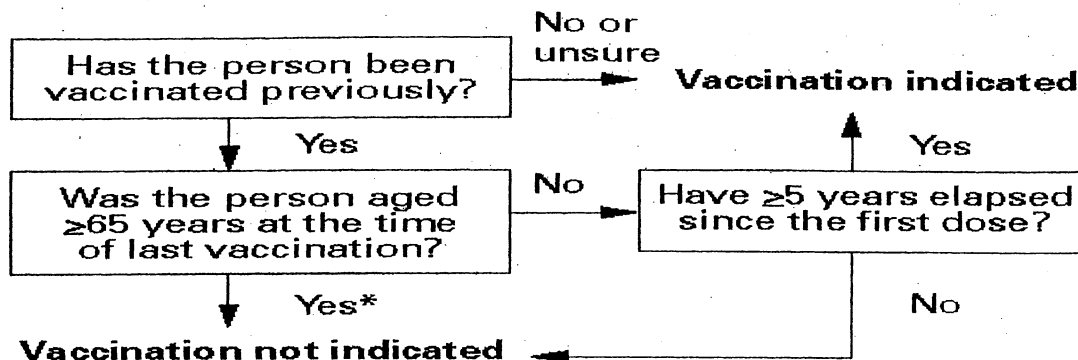 No or
unsure
Has the person been
vaccinated previously?
Vaccination indicated
Yes
Yes
Was the person aged
≥65 years at the time
of last vaccination?
No
Have ≥5 years elapsed
since the first dose?
Yes*
No
Vaccination not indicated